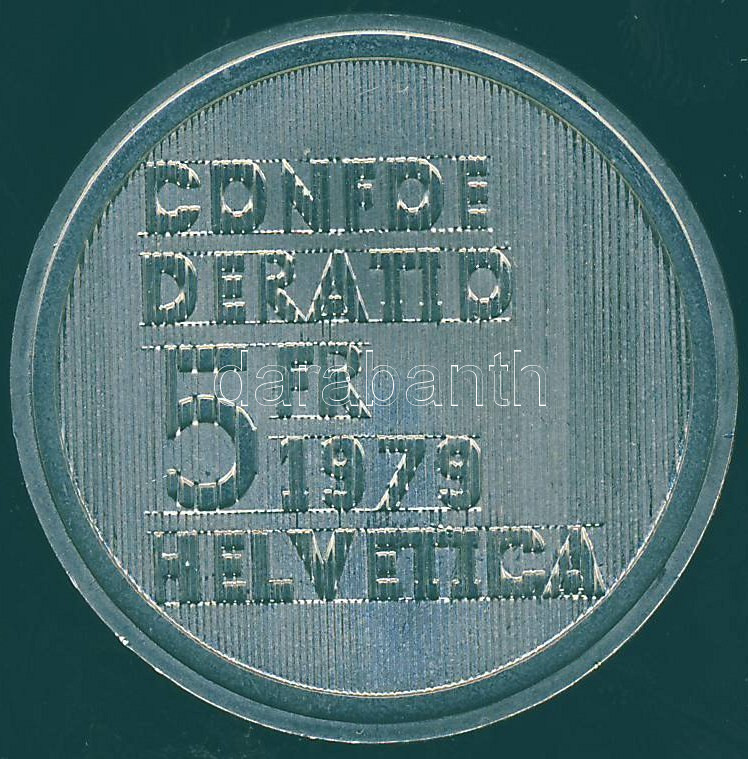 CONFOE
DERATIO
5 FR
darabanth
1979
HELVETICA